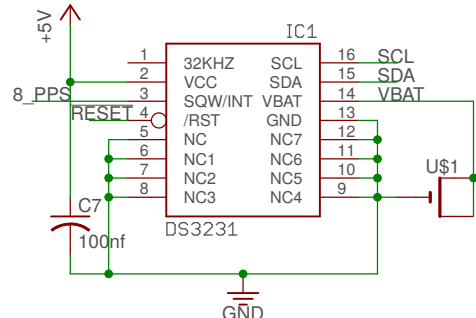 +5V
IC1
1 32KHZ SCL 16 SCL
2 VCC SDA 15 SDA
8_PPS 3 SQW/INT VBAT 14 VBAT
RESET 4 /RST GND 13
5 NC NC7 12
6 NC1 NC6 11
7 NC2 NC5 10
8 NC3 NC4 9
U$1
C7
100nf
DS3231
GND